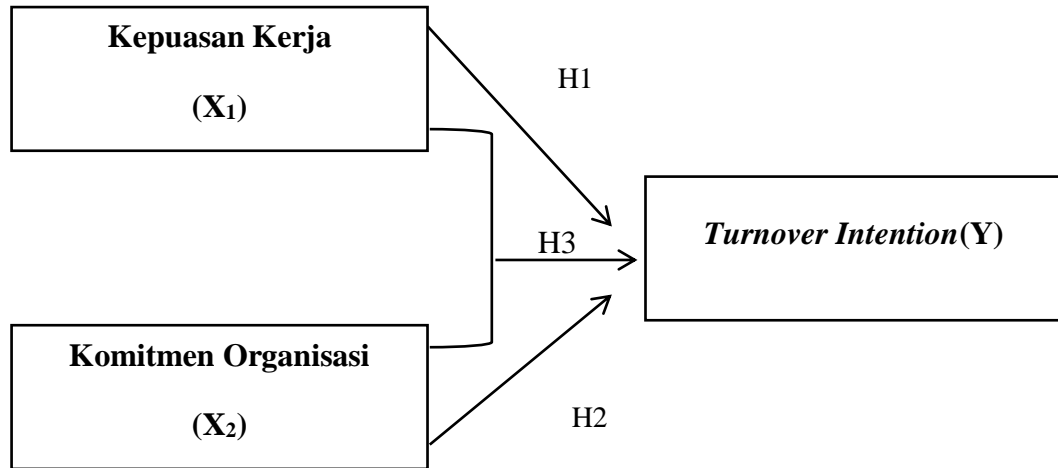 Kepuasan Kerja
(X₁)
H1
Turnover Intention(Y)
H3
Komitmen Organisasi
(X₂)
H2